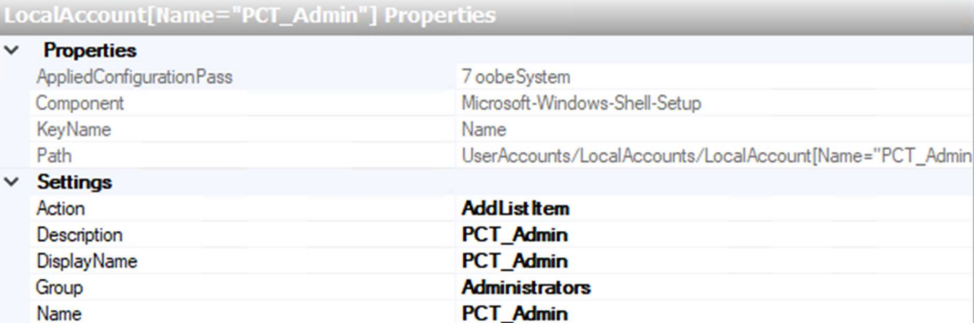 LocalAccount[Name="PCT_Admin"] Properties
Properties
AppliedConfigurationPass 7 oobeSystem
Component Microsoft-Windows-Shell-Setup
KeyName Name
Path UserAccounts/LocalAccounts/LocalAccount[Name="PCT_Admin
Settings
Action AddListItem
Description PCT_Admin
DisplayName PCT_Admin
Group Administrators
Name PCT_Admin